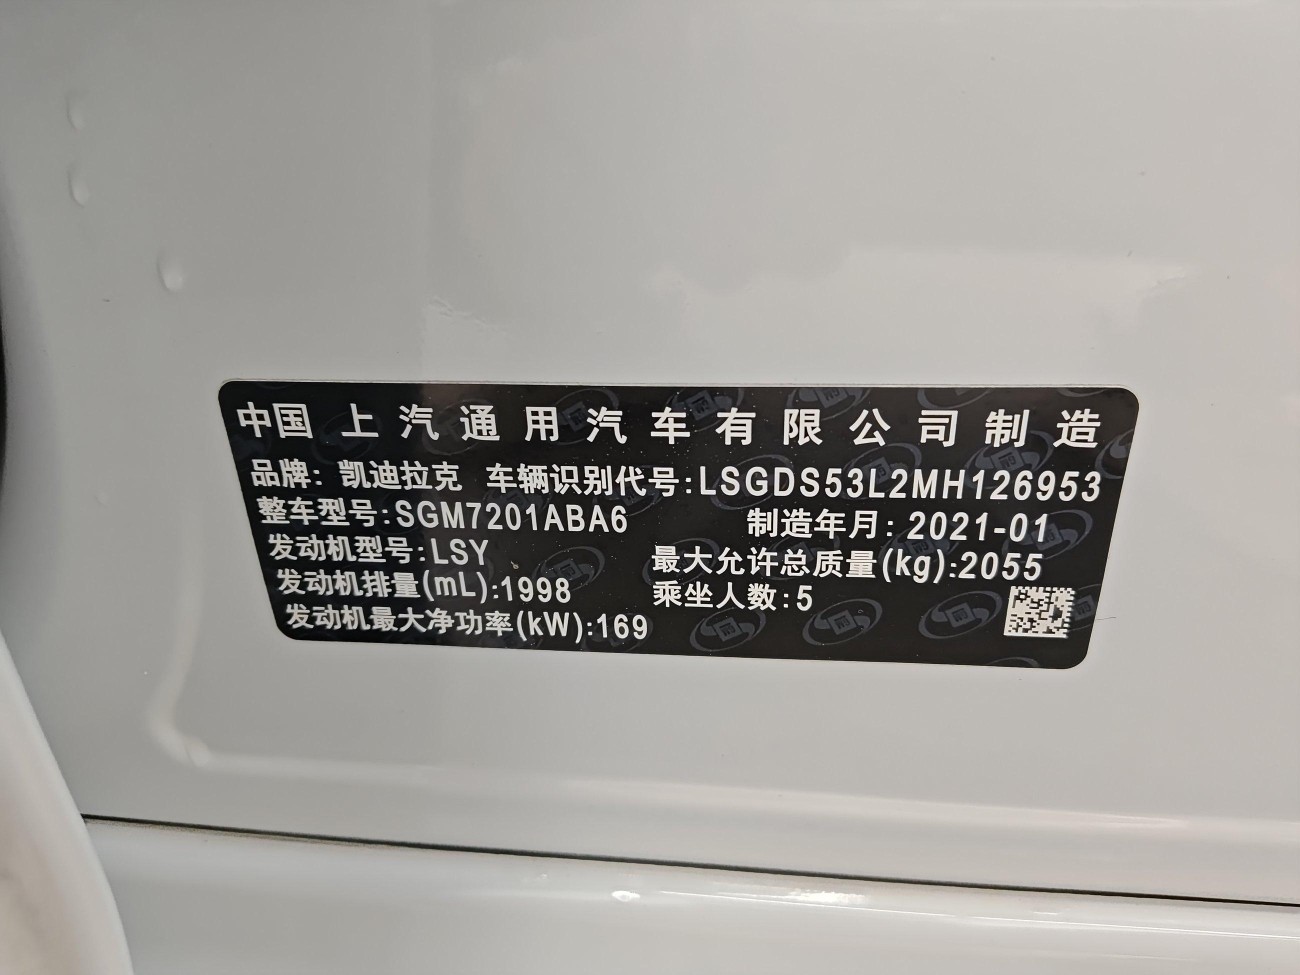 中国 上汽通用汽车有限公司制造
品牌: 凯迪拉克 车辆识别代号:LSGDS53L2MH126953
整车型号:SGM7201ABA6 制造年月: 2021-01
发动机型号:LSY 最大允许总质量(kg):2055
发动机排量(mL):1998 乘坐人数:5
发动机最大净功率(kW):169